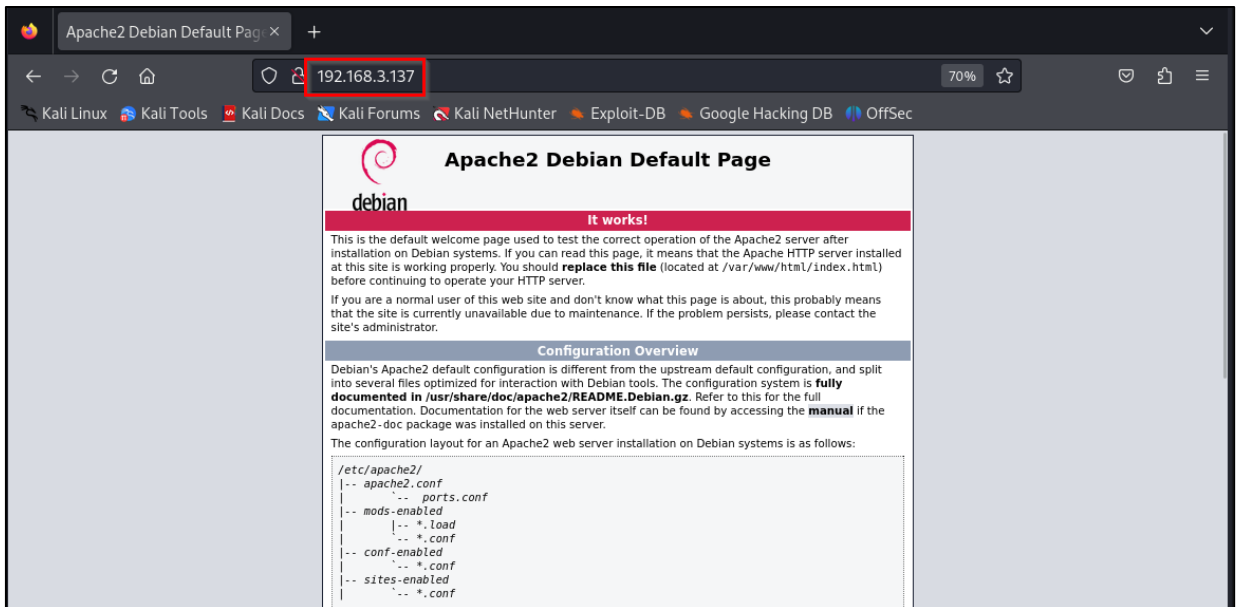 Apache2 Debian Default Page
192.168.3.137
70%
Kali Linux Kali Tools Kali Docs Kali Forums Kali NetHunter Exploit-DB Google Hacking DB OffSec
debian
Apache2 Debian Default Page
It works!
This is the default welcome page used to test the correct operation of the Apache2 server after
installation on Debian systems. If you can read this page, it means that the Apache HTTP server installed
at this site is working properly. You should replace this file (located at /var/www/html/index.html)
before continuing to operate your HTTP server.
If you are a normal user of this web site and don't know what this page is about, this probably means
that the site is currently unavailable due to maintenance. If the problem persists, please contact the
site's administrator.
Configuration Overview
Debian's Apache2 default configuration is different from the upstream default configuration, and split
into several files optimized for interaction with Debian tools. The configuration system is fully
documented in /usr/share/doc/apache2/README.Debian.gz. Refer to this for the full
documentation. Documentation for the web server itself can be found by accessing the manual if the
apache2-doc package was installed on this server.
The configuration layout for an Apache2 web server installation on Debian systems is as follows:
/etc/apache2/
|-- apache2.conf
|       `--  ports.conf
|-- mods-enabled
|       |-- *.load
|       `-- *.conf
|-- conf-enabled
|       `-- *.conf
|-- sites-enabled
|       `-- *.conf